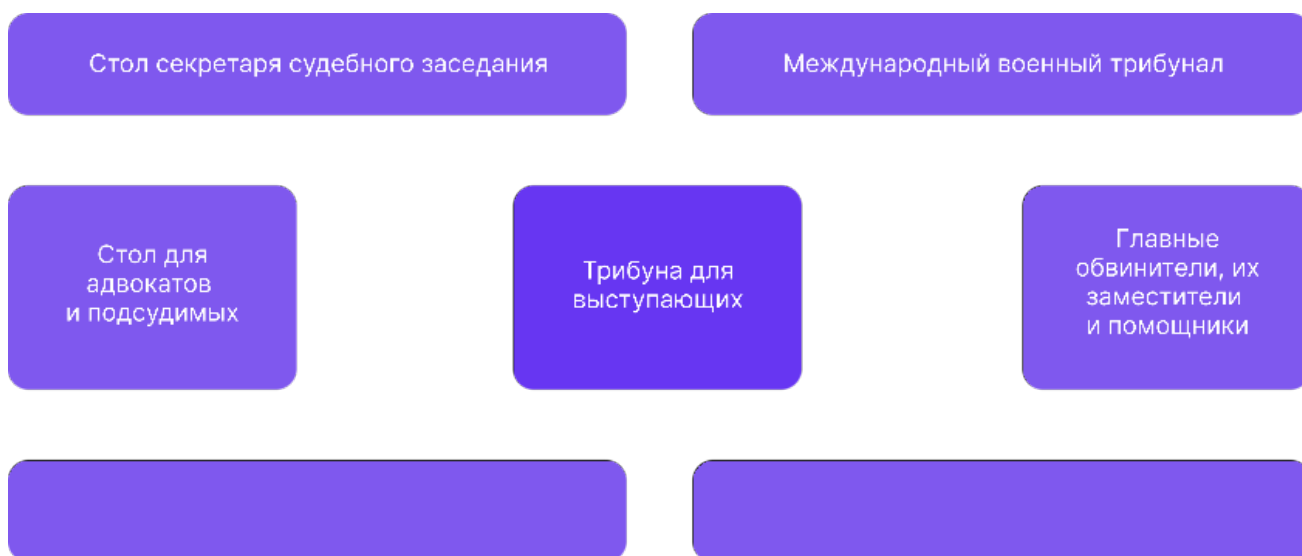 Стол секретаря судебного заседания
Международный военный трибунал
Стол для
адвокатов
и подсудимых
Трибуна для
выступающих
Главные
обвинители, их
заместители
и помощники